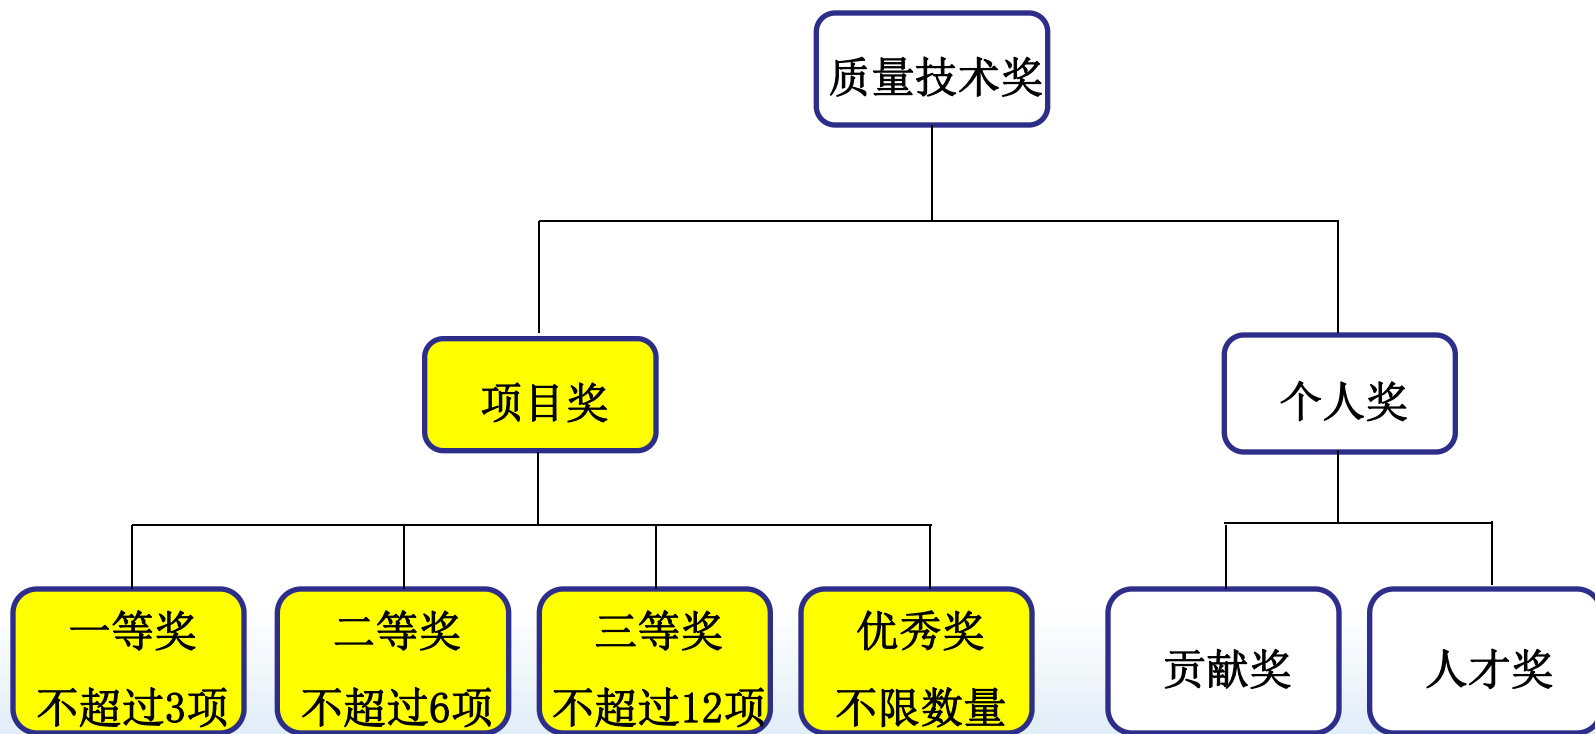 质量技术奖
项目奖
个人奖
一等奖
不超过3项
二等奖
不超过6项
三等奖
不超过12项
优秀奖
不限数量
贡献奖
人才奖